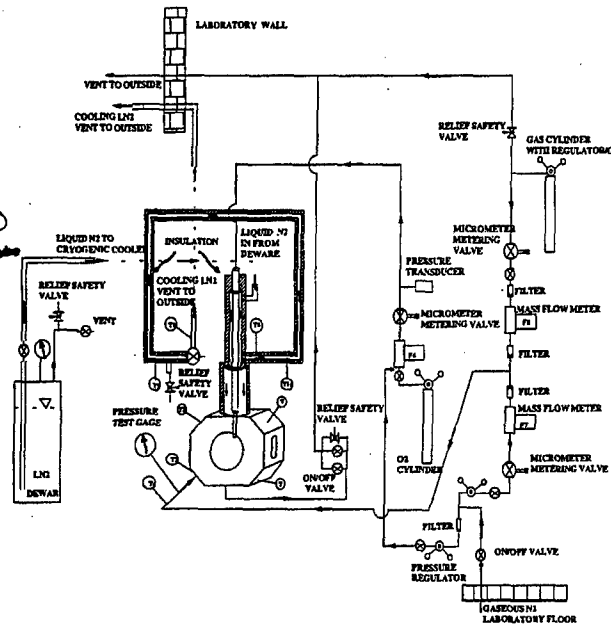 LABORATORY WALL
VENT TO OUTSIDE
COOLING LN2
VENT TO OUTSIDE
RELIEF SAFETY
VALVE
GAS CYLINDER
WITH REGULATOR
LIQUID N2 TO
CRYOGENIC COOLER
INSULATION
LIQUID N2
IN FROM
DEWARE
COOLING LN2
VENT TO
OUTSIDE
RELIEF SAFETY
VALVE
VENT
PRESSURE
TRANSDUCER
MICROMETER
METERING VALVE
MICROMETER
METERING VALVE
FILTER
MASS FLOW METER
FILTER
FILTER
MASS FLOW METER
F7
MICROMETER
METERING VALVE
RELIEF
SAFETY
VALVE
PRESSURE
TEST GAGE
RELIEF SAFETY
VALVE
ON/OFF
VALVE
O2
CYLINDER
LN2
DEWAR
FILTER
PRESSURE
REGULATOR
ON/OFF VALVE
GASEOUS N2
LABORATORY FLOOR